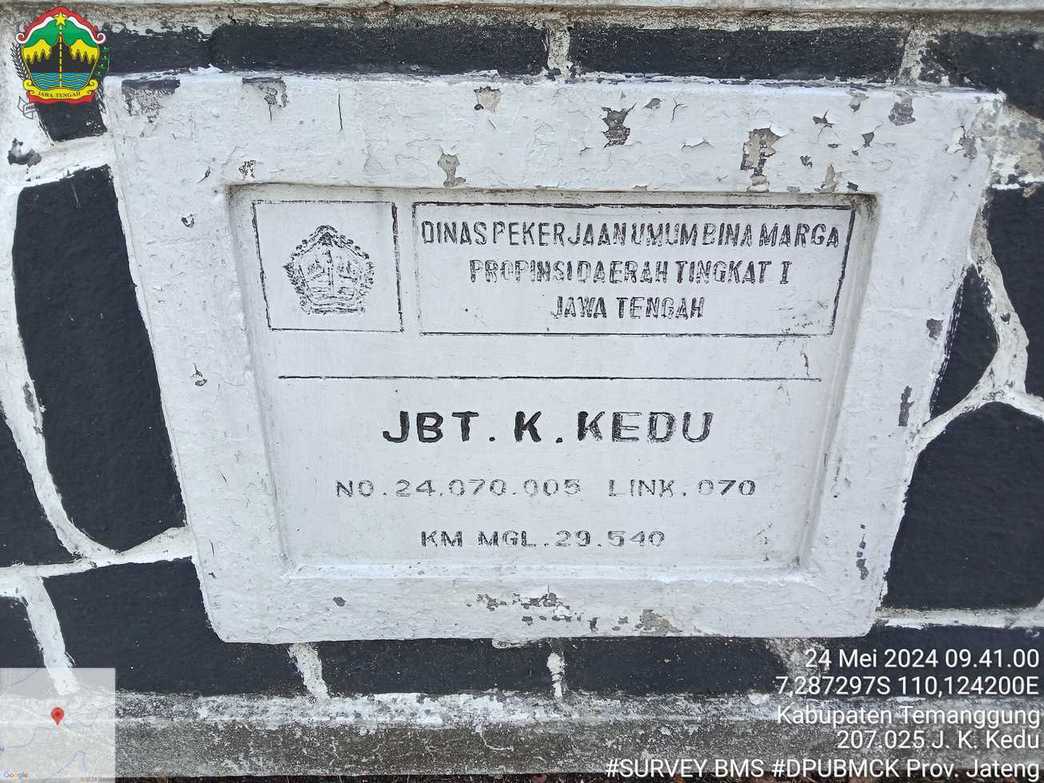 JAWA TENGAH
DINAS PEKERJAAN UMUM BINA MARGA
PROPINSI DAERAH TINGKAT I
JAWA TENGAH
JBT. K. KEDU
NO. 24.070.005 LINK. 070
KM MGL. 29.540
24 Mei 2024 09.41.00
7,287297S 110,124200E
Kabupaten Temanggung
207.025.J. K. Kedu
#SURVEY BMS #DPUBMCK Prov. Jateng
Google